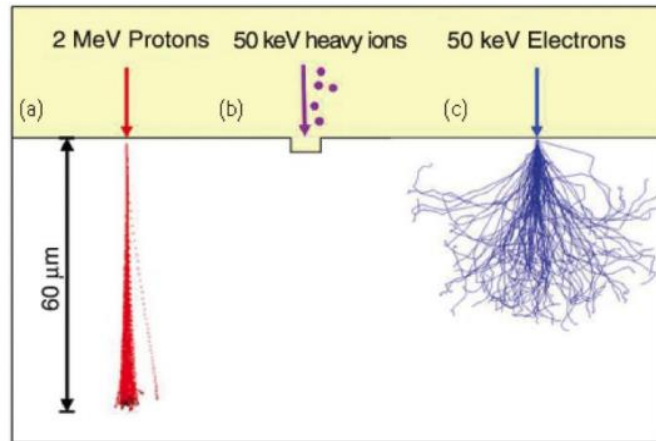 2 MeV Protons
50 keV heavy ions
50 keV Electrons
(a)
(b)
(c)
60 μm